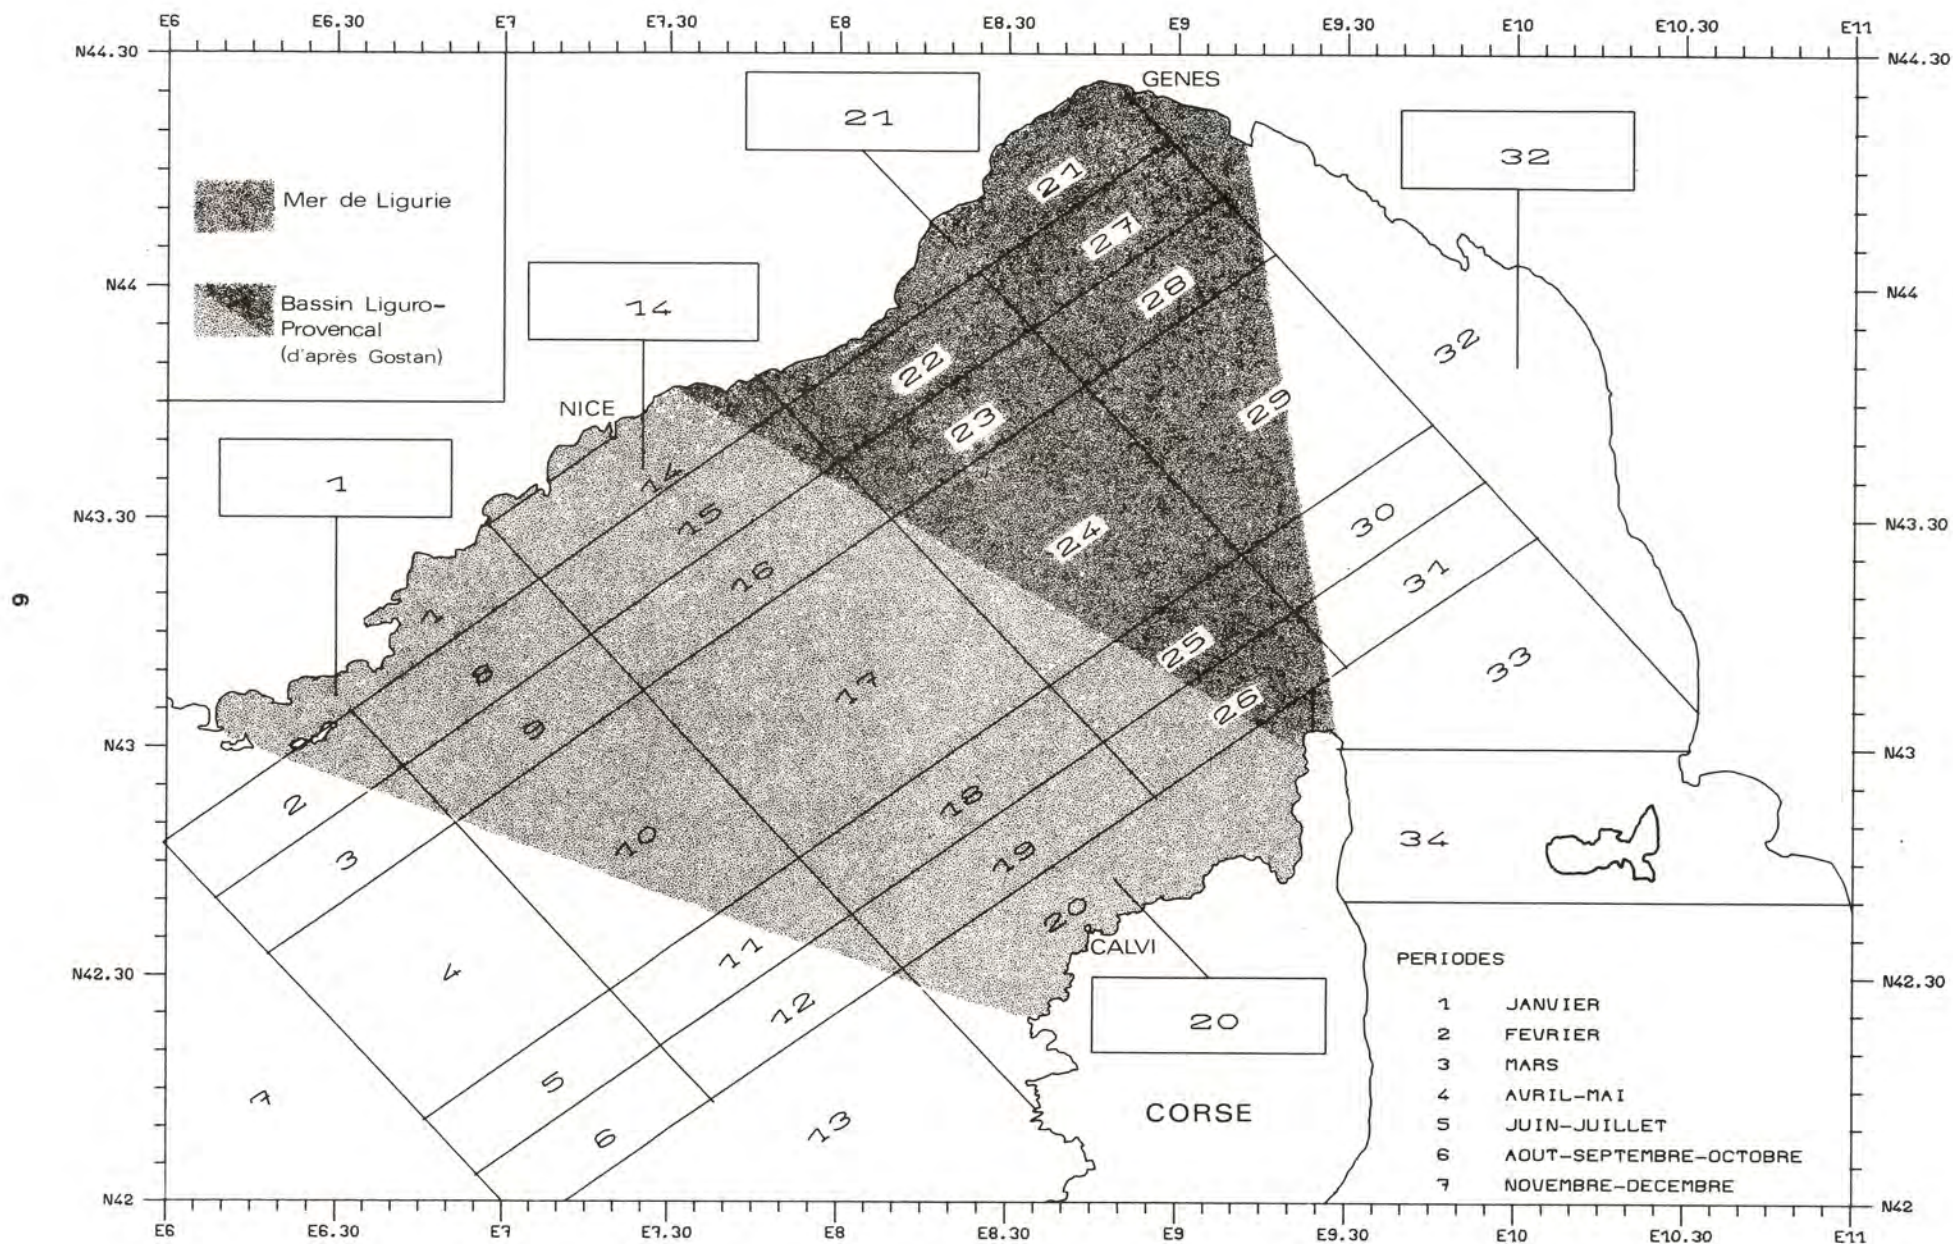 E6 E6.30 E7 E7.30 E8 E8.30 E9 E9.30 E10 E10.30 E11
N44.30 N44.30
GENES
21
32
Mer de Ligurie
21
27
N44 N44
Bassin Liguro-
Provencal
(d'après Gostan)
14
28
32
22
NICE
29
23
1
14
15
N43.30 N43.30
30
24
16
31
1
25
33
8
17
26
9
N43 N43
2
18
10
34
3
19
20
11
CALVI
4
N42.30 N42.30
12
20
5
7
6
13
CORSE
PERIODES
1 JANVIER
2 FEVRIER
3 MARS
4 AVRIL-MAI
5 JUIN-JUILLET
6 AOUT-SEPTEMBRE-OCTOBRE
7 NOVEMBRE-DECEMBRE
N42 N42
E6 E6.30 E7 E7.30 E8 E8.30 E9 E9.30 E10 E10.30 E11
6